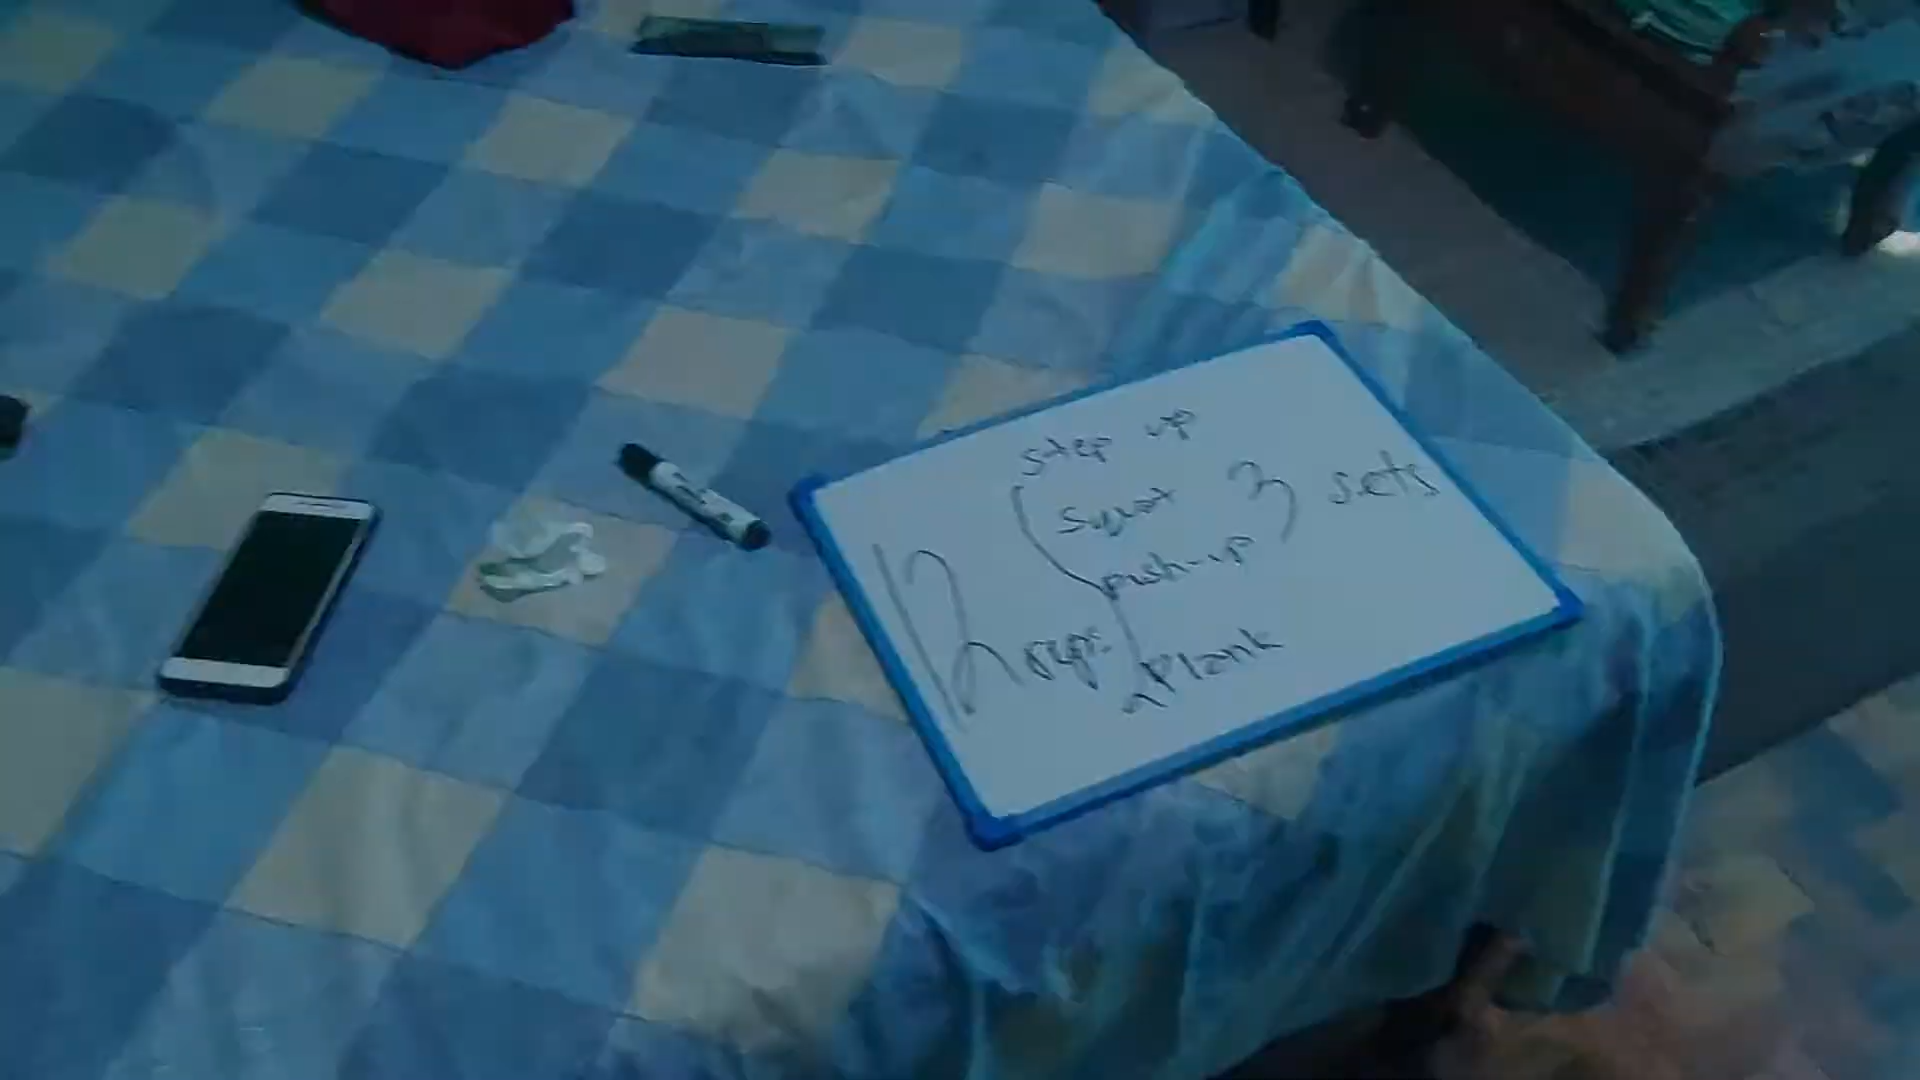 step up
squat
push-up
3 sets
12 reps
Plank